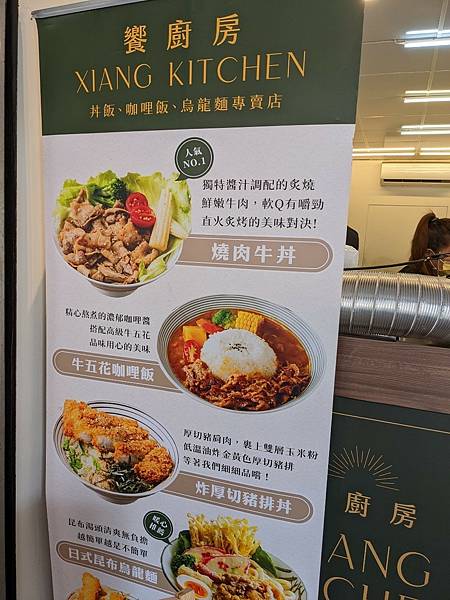 饗廚房
XIANG KITCHEN
丼飯、咖哩飯、烏龍麵專賣店
人氣
NO.1
獨特醬汁調配的炙燒
鮮嫩牛肉，軟Q有嚼勁
直火炙烤的美味對決!
燒肉牛丼
精心熬煮的濃郁咖哩醬
搭配高級牛五花
品味用心的美味
牛五花咖哩飯
厚切豬肩肉，裹上雙層玉米粉
低溫油炸金黃色厚切豬排
等著我們細細品嚐！
炸厚切豬排丼
昆布湯頭清爽無負擔
越簡單越是不簡單
日式昆布烏龍麵
推薦
廚房
ANG
CHE